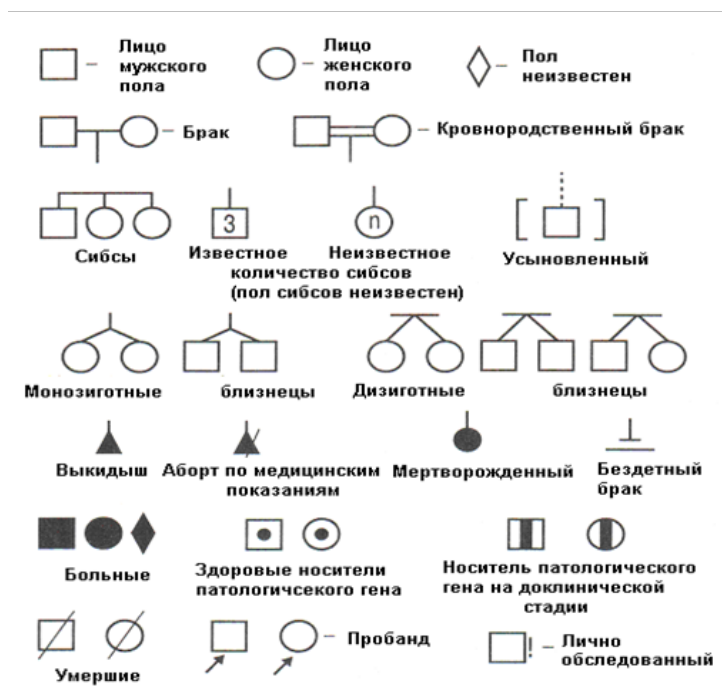 Лицо мужского пола
Лицо женского пола
Пол неизвестен
Брак
Кровнородственный брак
Сибсы
3
n
Известное
Неизвестное
количество сибсов
(пол сибсов неизвестен)
Усыновленный
Монозиготные
близнецы
Дизиготные
близнецы
Выкидыш
Аборт по медицинским
показаниям
Мертворожденный
Бездетный
брак
Больные
Здоровые носители
патологичсекого гена
Носитель патологического
гена на доклинической
стадии
Умершие
Пробанд
! – Лично
обследованный